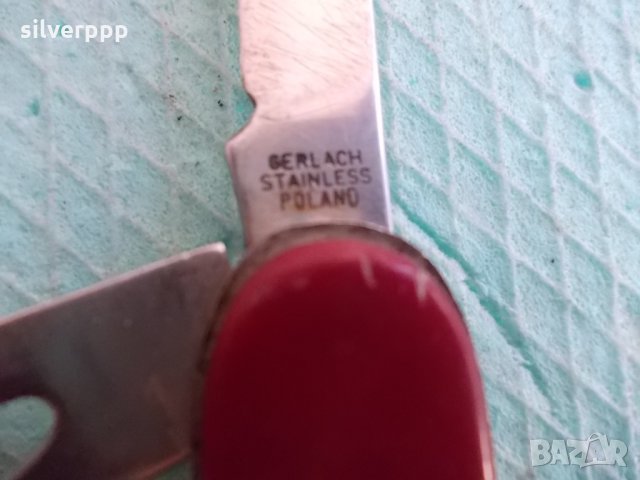 silverppp
GERLACH
STAINLESS
POLAND
BAZAR